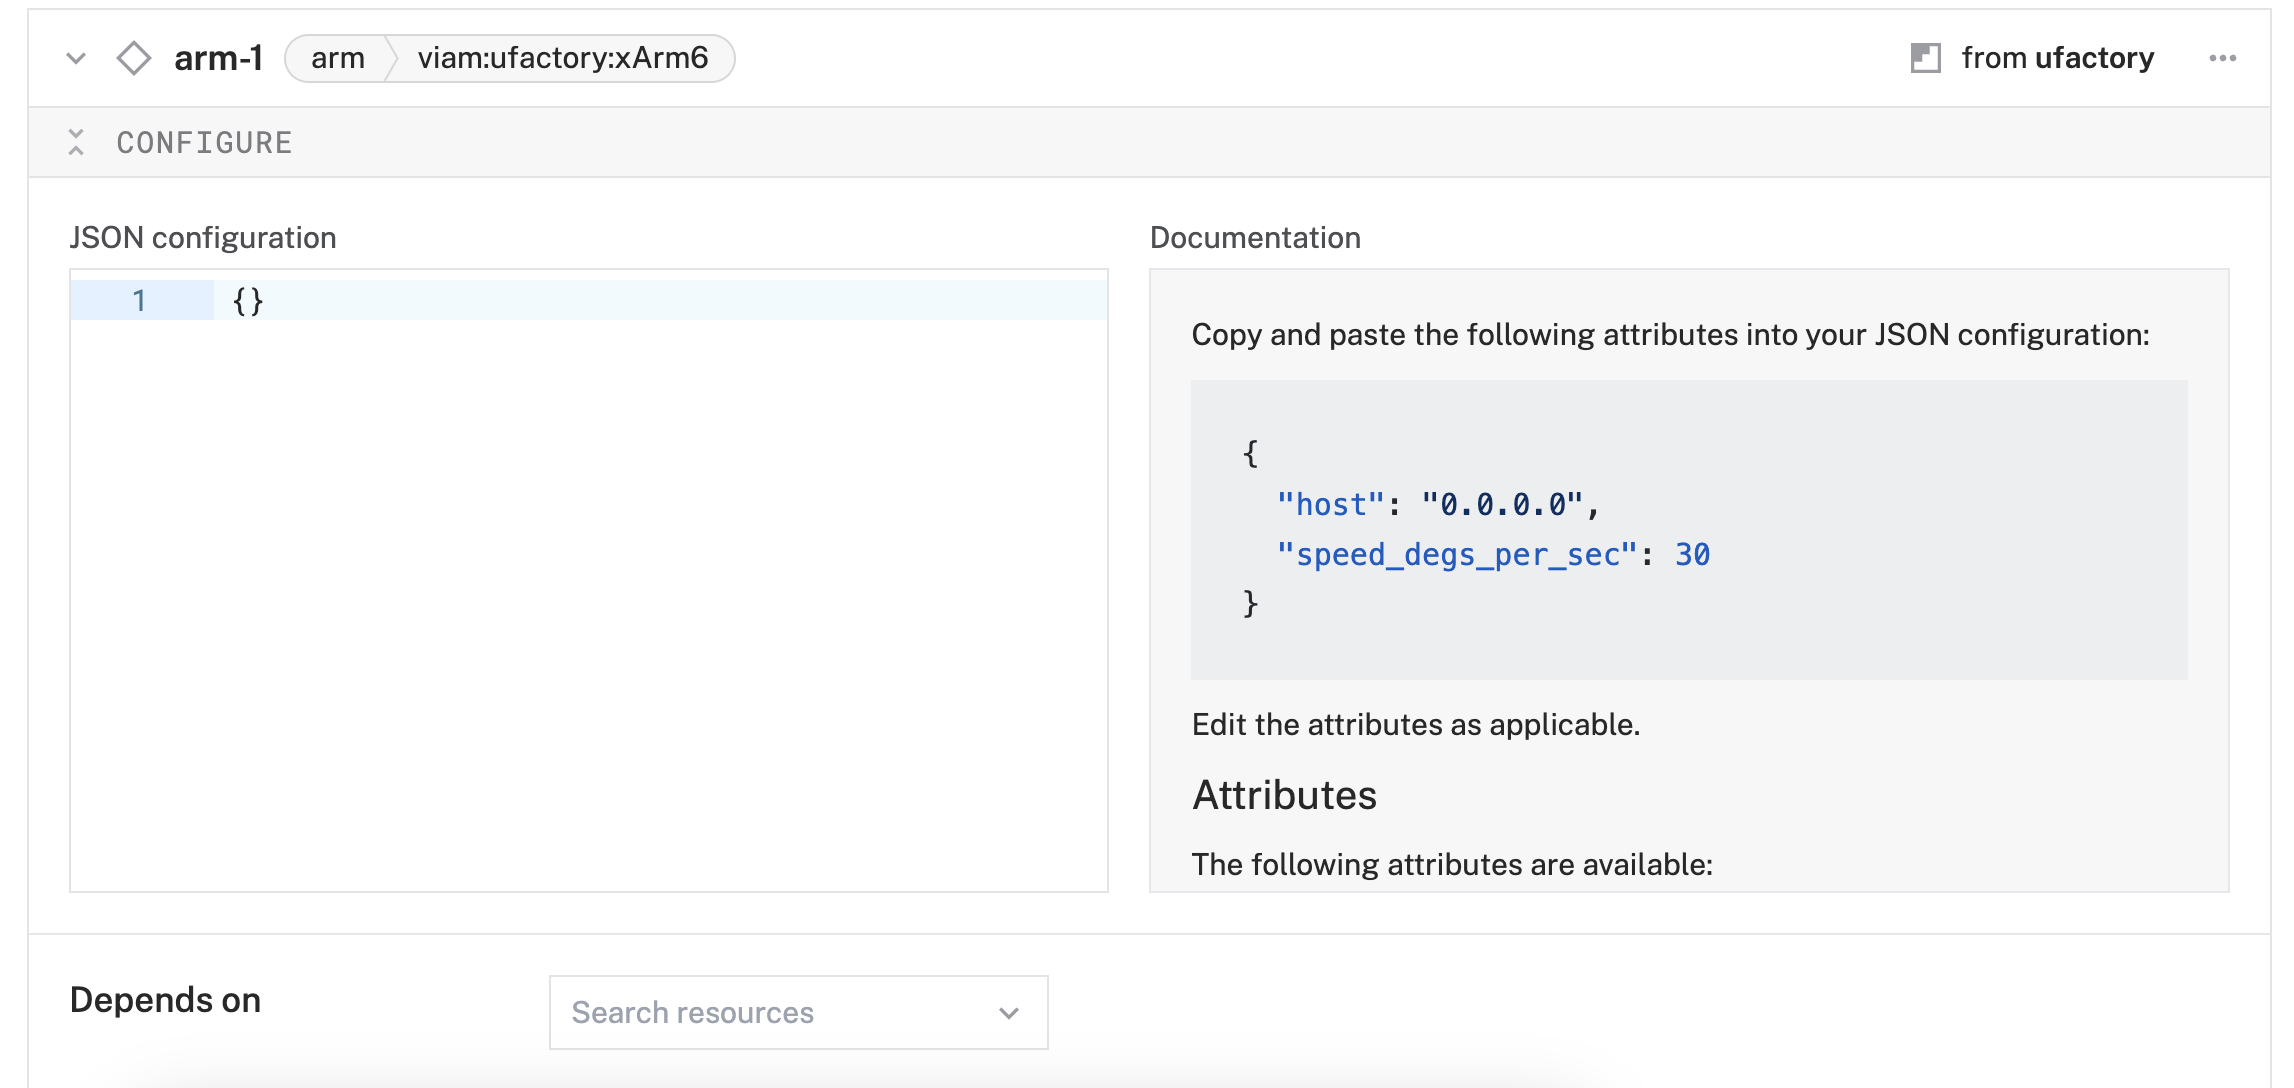 arm-1 arm viam:ufactory:xArm6 from ufactory
CONFIGURE
JSON configuration
1 {}
Documentation
Copy and paste the following attributes into your JSON configuration:
{
"host": "0.0.0.0",
"speed_degs_per_sec": 30
}
Edit the attributes as applicable.
Attributes
The following attributes are available:
Depends on
Search resources